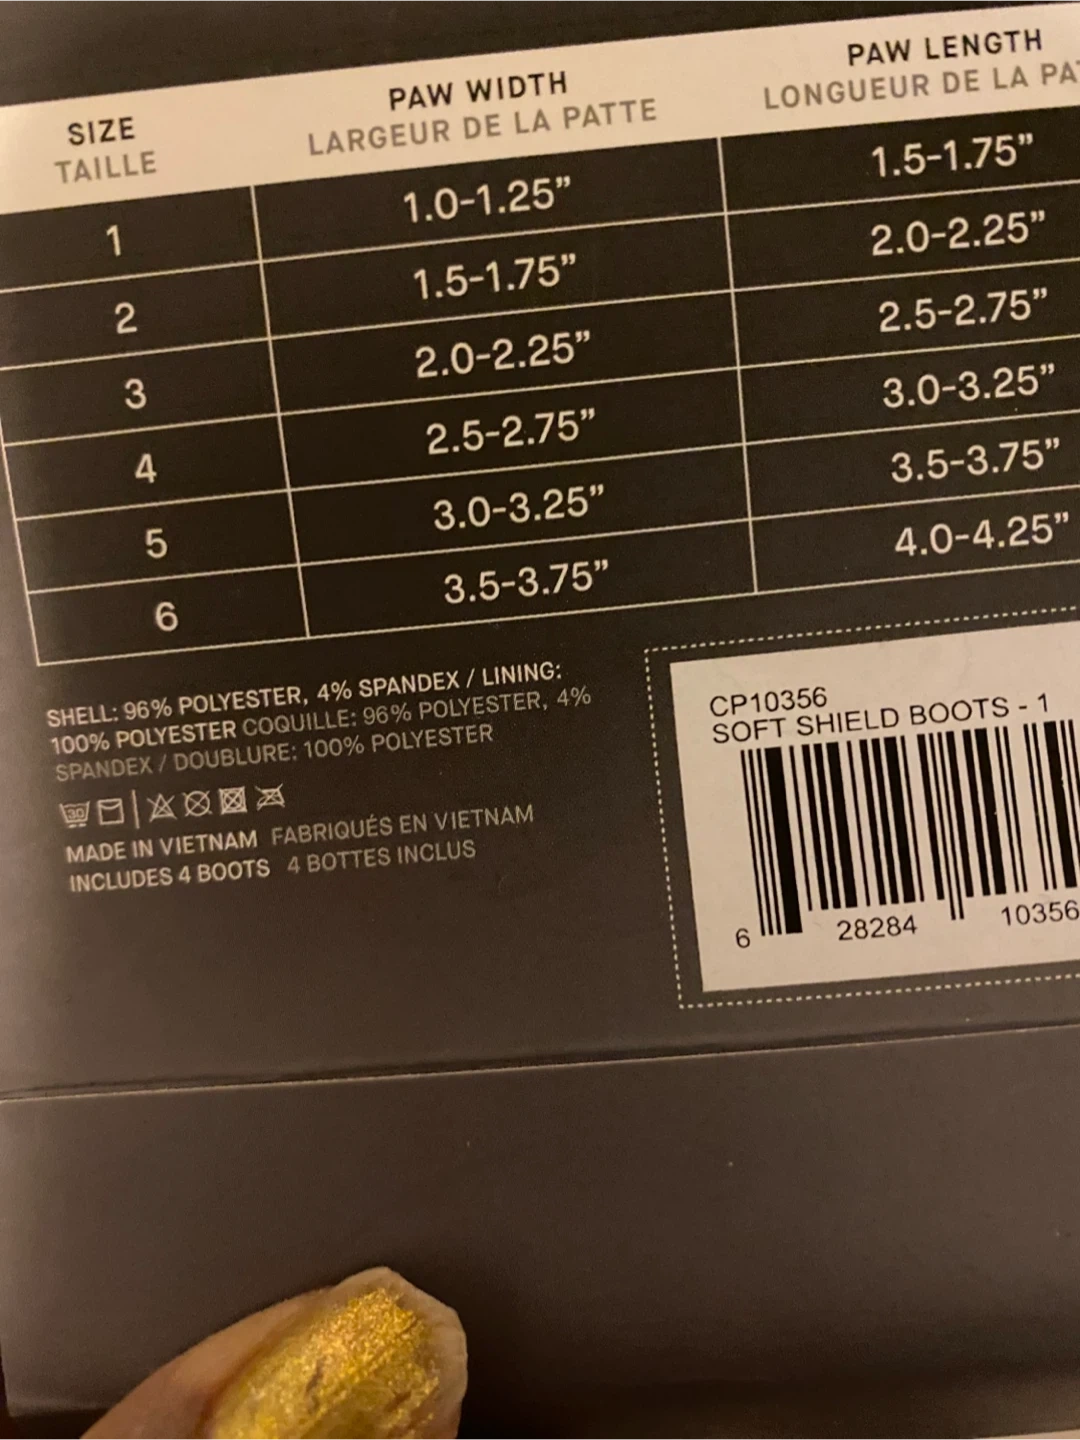 SIZE PAW WIDTH PAW LENGTH
TAILLE LARGEUR DE LA PATTE LONGUEUR DE LA
1 1.0-1.25” 1.5-1.75”
2 1.5-1.75” 2.0-2.25”
3 2.0-2.25” 2.5-2.75”
4 2.5-2.75” 3.0-3.25”
5 3.0-3.25” 3.5-3.75”
6 3.5-3.75” 4.0-4.25”
SHELL: 96% POLYESTER, 4% SPANDEX / LINING:
100% POLYESTER COQUILLE: 96% POLYESTER, 4%
SPANDEX / DOUBLURE: 100% POLYESTER
30
MADE IN VIETNAM FABRIQUÉS EN VIETNAM
INCLUDES 4 BOOTS 4 BOTTES INCLUS
CP10356
SOFT SHIELD BOOTS - 1
6 28284 10356